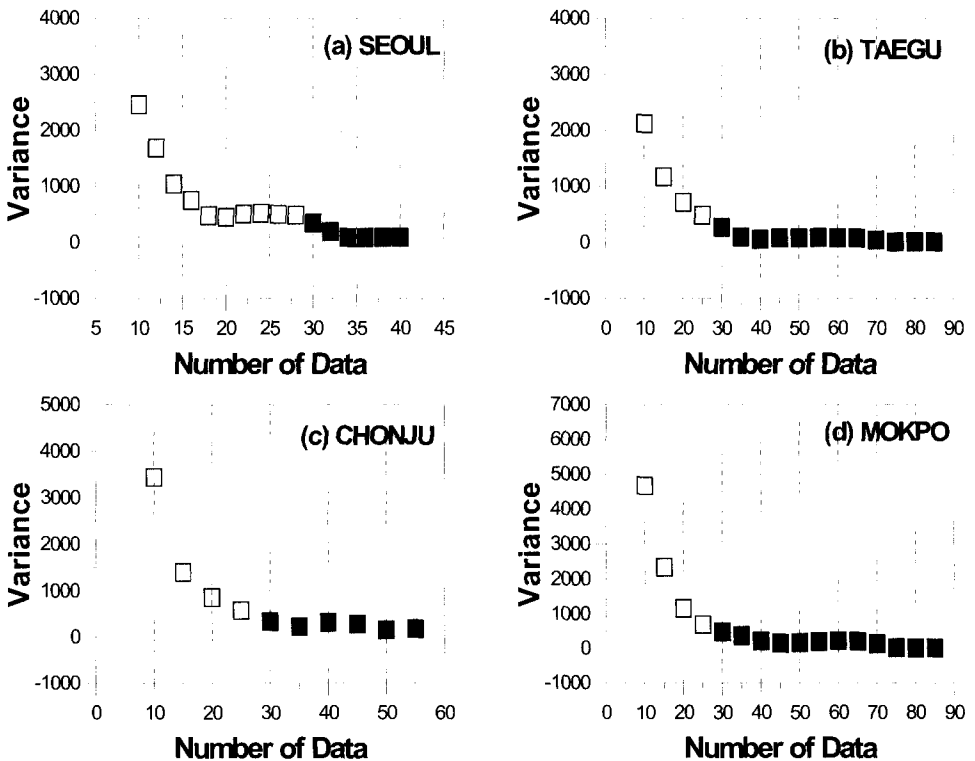 4000
(a) SEOUL
3000
2000
1000
0
-1000
Variance
5 10 15 20 25 30 35 40 45
Number of Data
4000
(b) TAEGU
3000
2000
1000
0
-1000
Variance
0 10 20 30 40 50 60 70 80 90
Number of Data
5000
(c) CHONJU
4000
3000
2000
1000
0
-1000
Variance
0 10 20 30 40 50 60
Number of Data
7000
(d) MOKPO
6000
5000
4000
3000
2000
1000
0
-1000
Variance
0 10 20 30 40 50 60 70 80 90
Number of Data